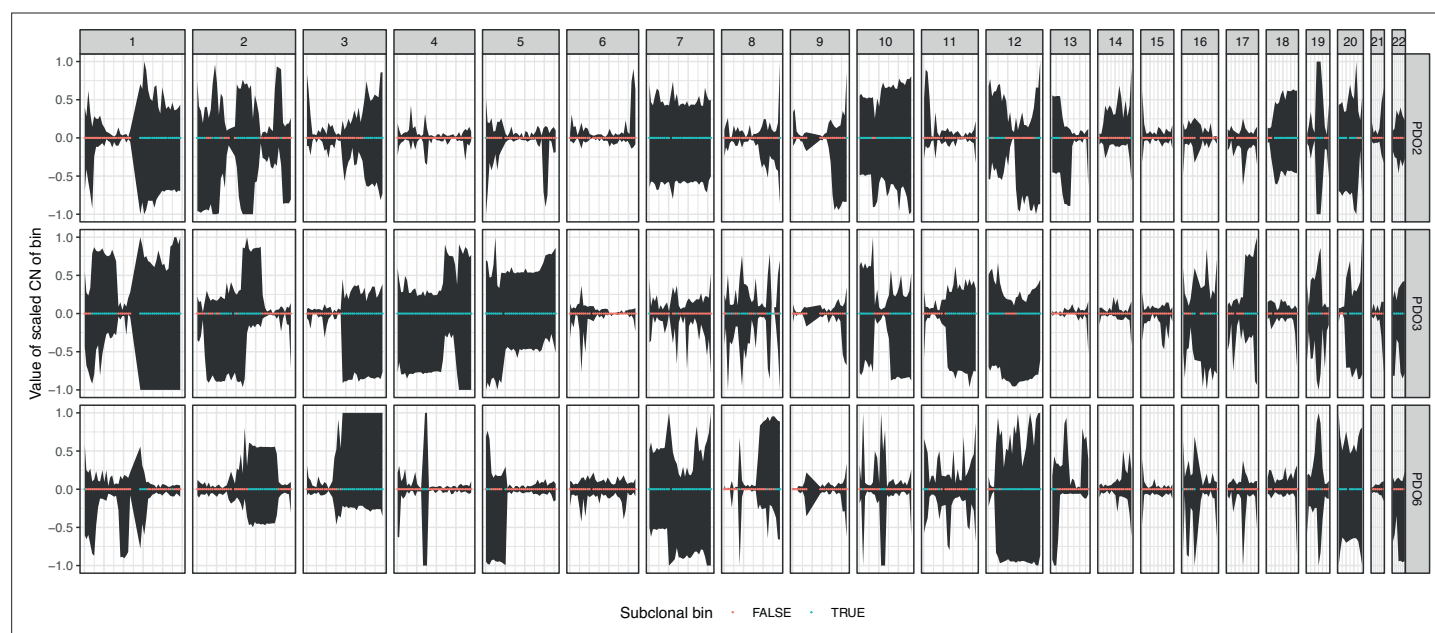 1 2 3 4 5 6 7 8 9 10 11 12 13 14 15 16 17 18 19 20 21 22
Value of scaled CN of bin
1.0
0.5
0.0
−0.5
−1.0
PDO2
1.0
0.5
0.0
−0.5
−1.0
PDO3
1.0
0.5
0.0
−0.5
−1.0
PDO6
Subclonal bin FALSE TRUE